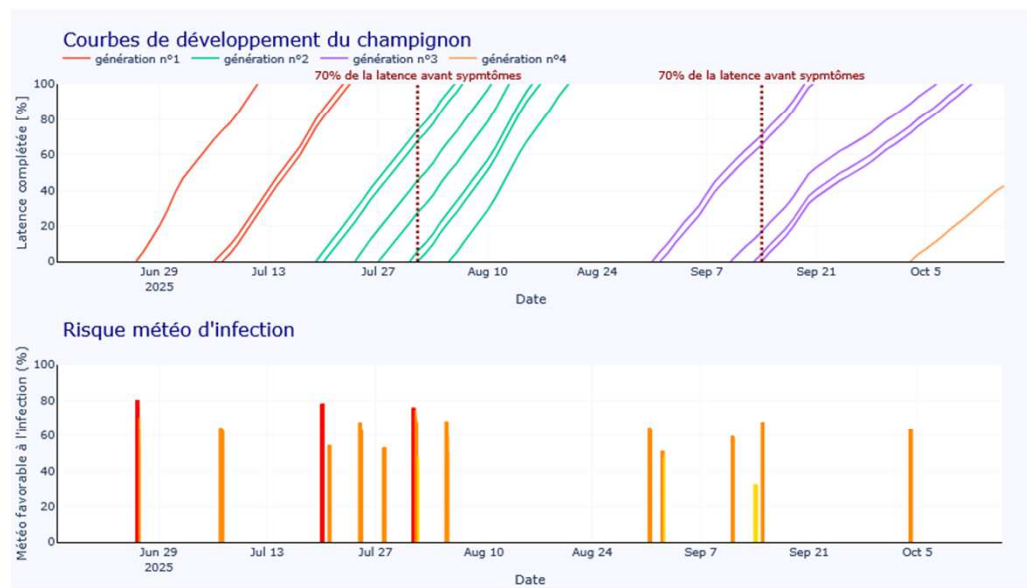 Courbes de développement du champignon
génération n°1 génération n°2 génération n°3 génération n°4
70% de la latence avant sypmtômes 70% de la latence avant sypmtômes
Latence complétée [%]
100
80
60
40
20
0
Jun 29 Jul 13 Jul 27 Aug 10 Aug 24 Sep 7 Sep 21 Oct 5
2025
Date
Risque météo d'infection
Météo favorable à l'infection (%)
100
80
60
40
20
0
Jun 29 Jul 13 Jul 27 Aug 10 Aug 24 Sep 7 Sep 21 Oct 5
2025
Date